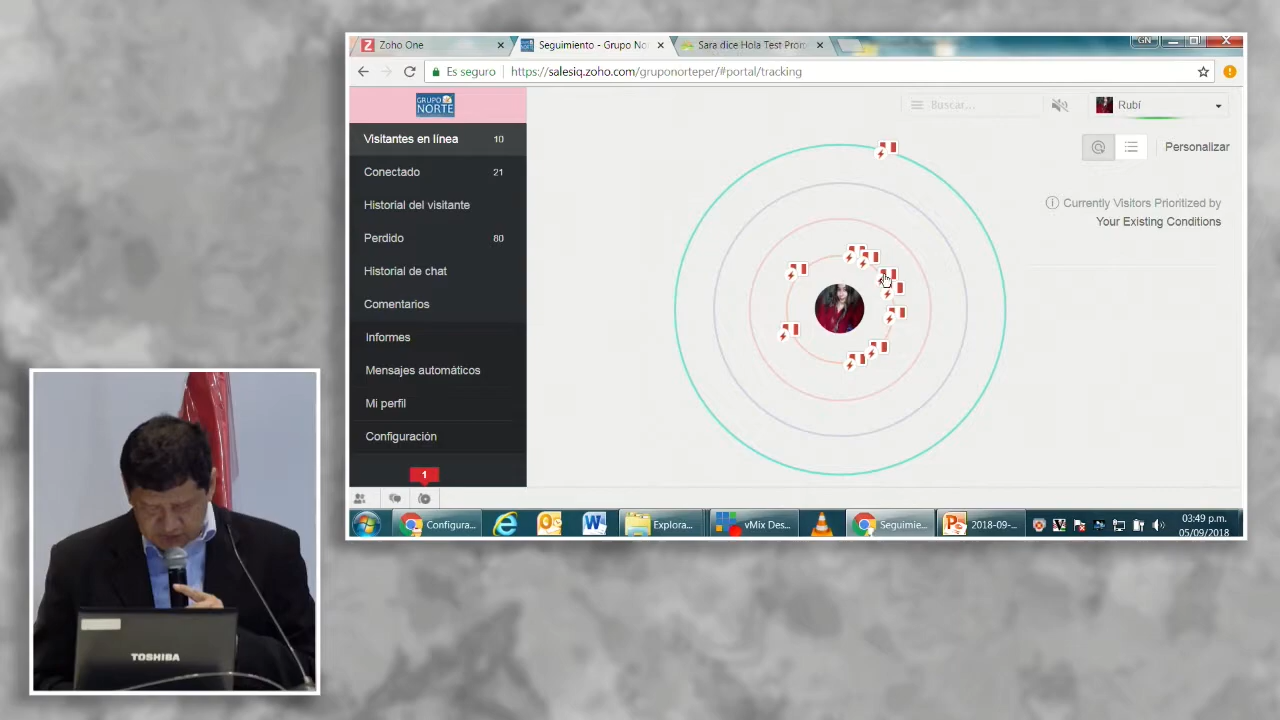 Zoho One
Seguimiento - Grupo No
Sara dice Hola Test Prom
GN
Es seguro
https://salesiq.zoho.com/gruponorteper/#portal/tracking
GRUPO
NORTE
Buscar...
Rubí
Visitantes en línea 10
Personalizar
Conectado 21
Historial del visitante
Currently Visitors Prioritized by
Your Existing Conditions
Perdido 80
Historial de chat
Comentarios
Informes
Mensajes automáticos
Mi perfil
Configuración
1
Configura...
Explora...
vMix Des...
Seguimie...
2018-09-...
03:49 p.m.
05/09/2018
TOSHIBA